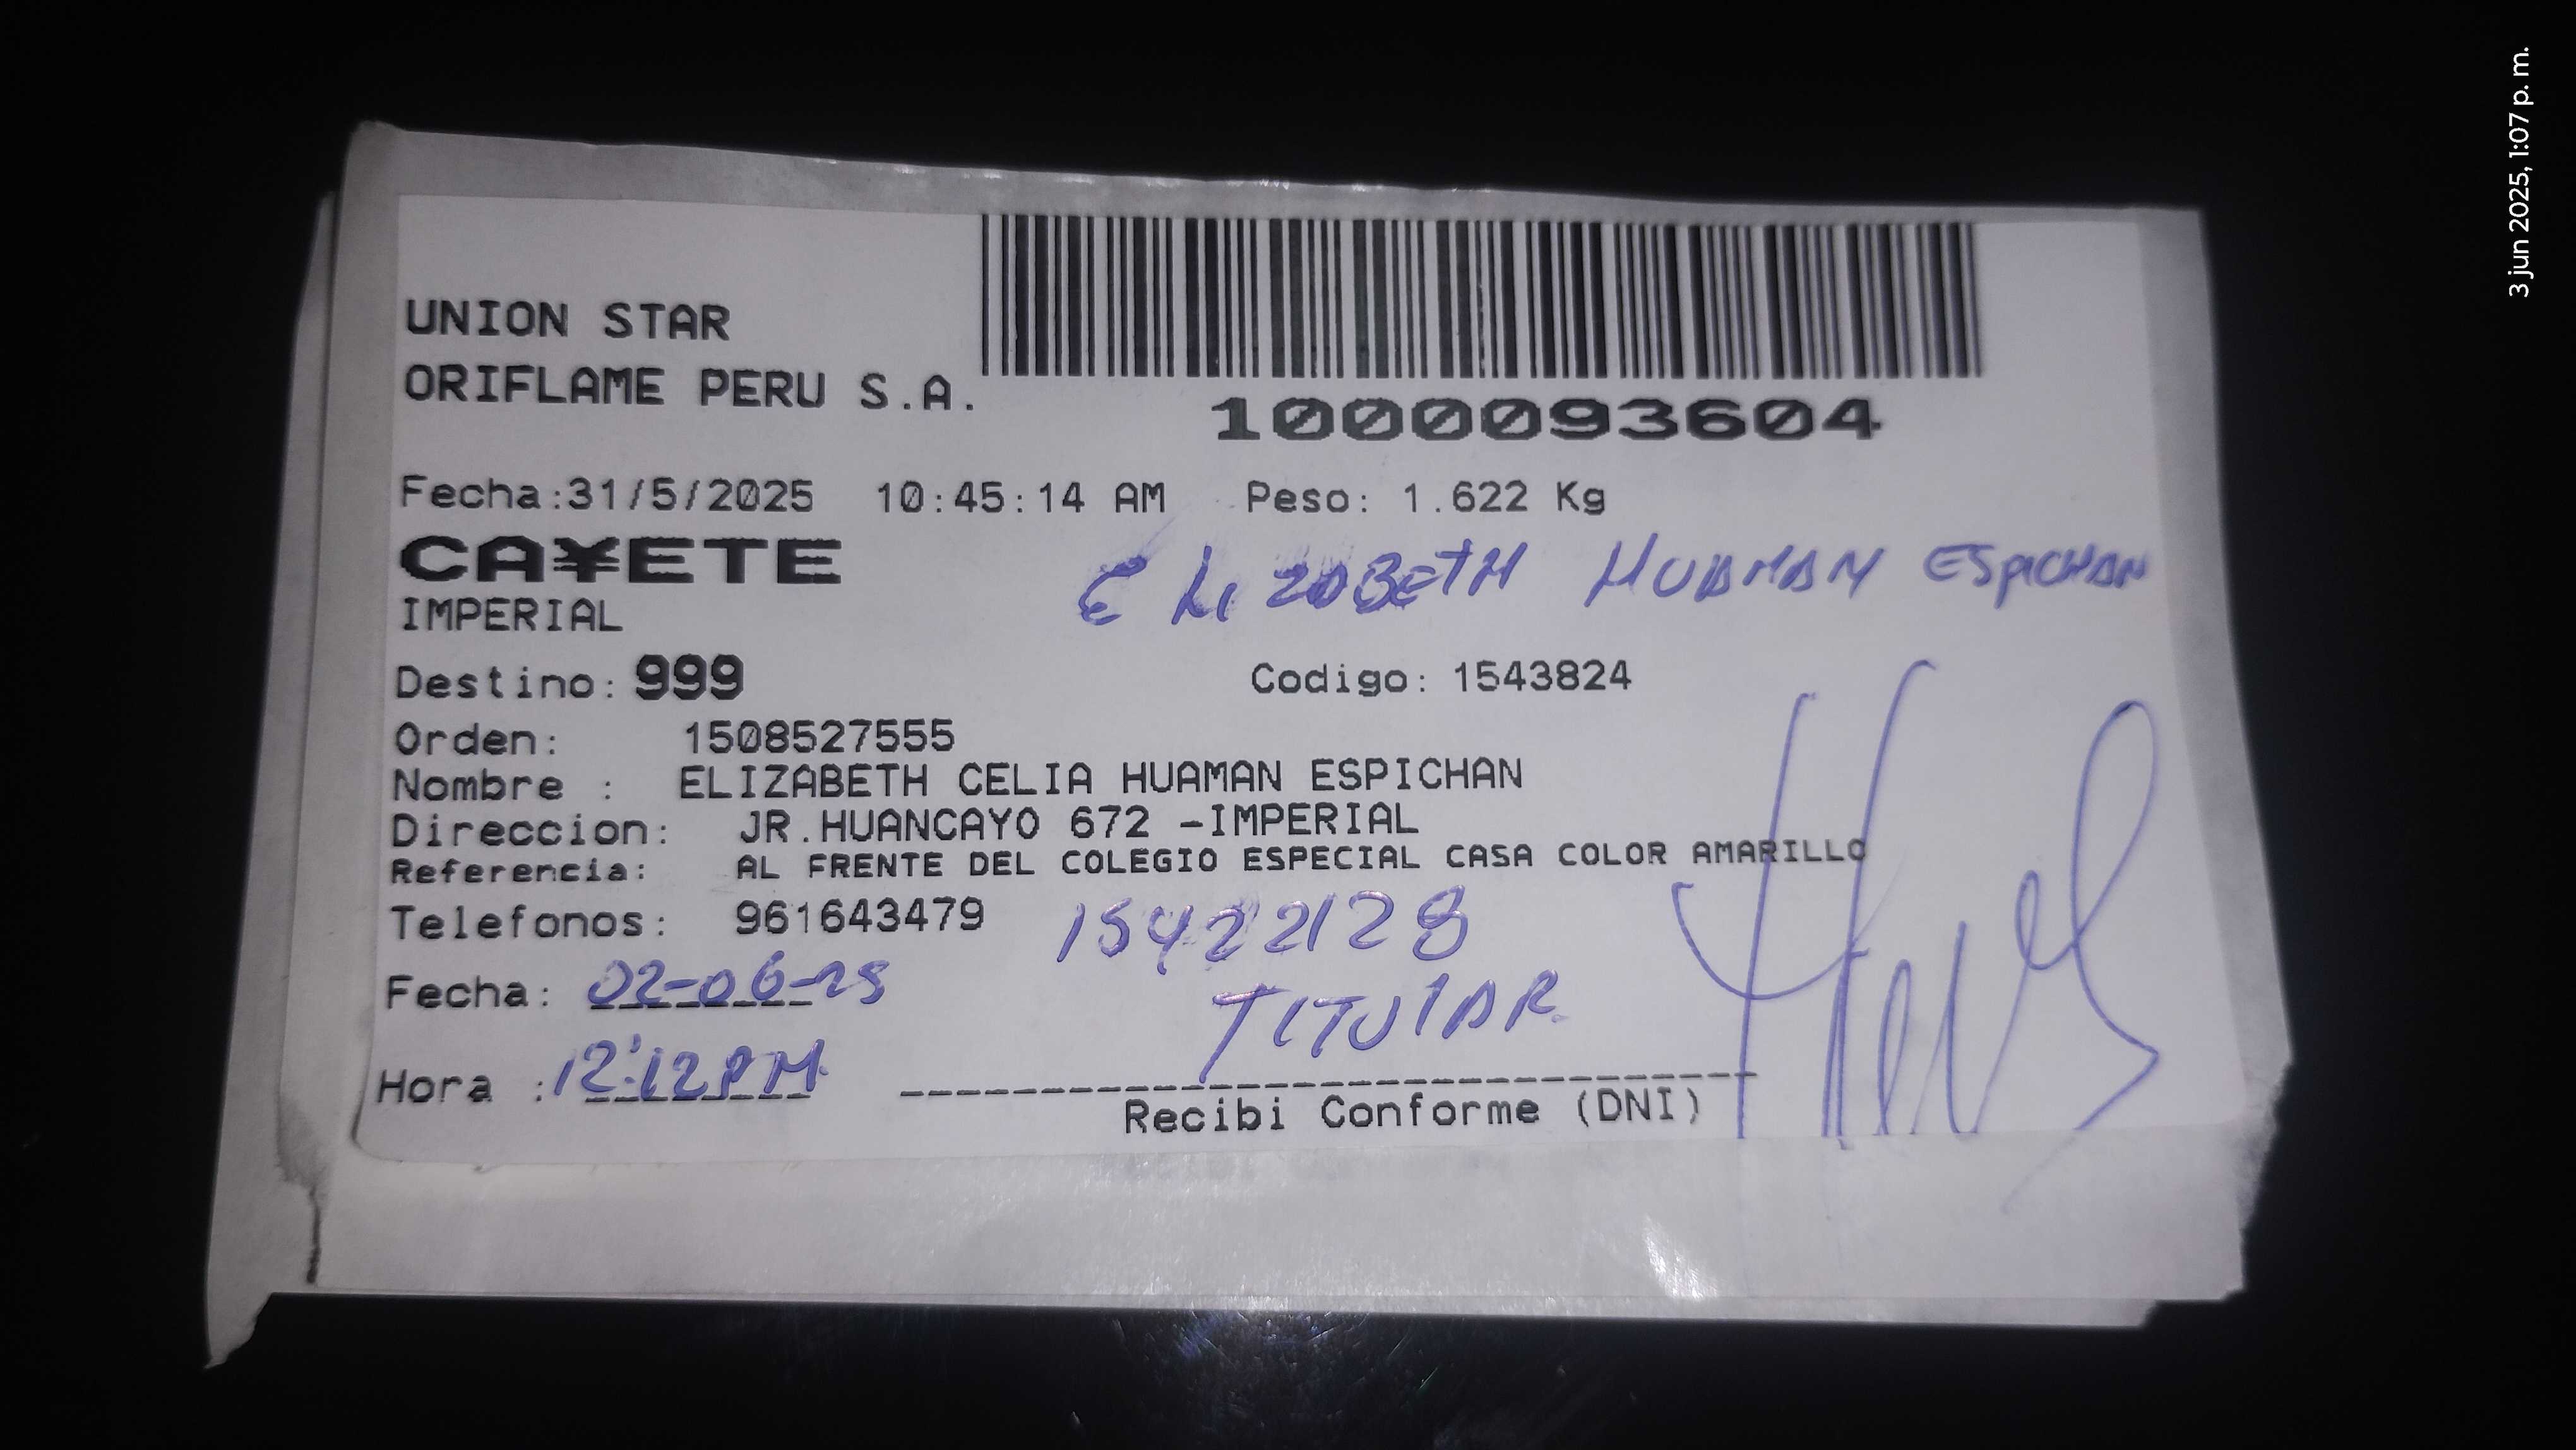 UNION STAR
ORIFLAME PERU S.A.
1000093604
Fecha:31/5/2025 10:45:14 AM Peso: 1.622 Kg
CA¥ETE
ELIZABETH HUAMAN ESPICHAN
IMPERIAL
Destino: 999 Codigo: 1543824
Orden: 1508527555
Nombre : ELIZABETH CELIA HUAMAN ESPICHAN
Direccion: JR.HUANCAYO 672 -IMPERIAL
Referencia: AL FRENTE DEL COLEGIO ESPECIAL CASA COLOR AMARILLO
Telefonos: 961643479 15422128
Fecha: 02-06-25 TITULAR
Hora :12:12PM
Recibi Conforme (DNI)
3 jun 2025, 1:07 p. m.